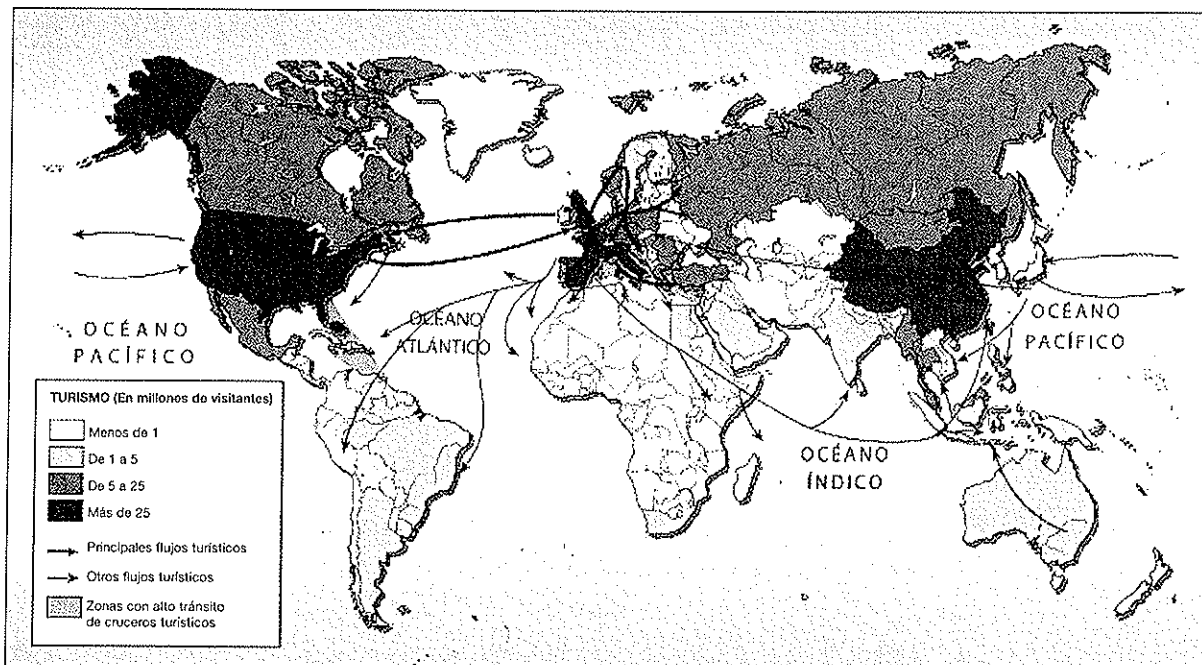 OCÉANO
PACÍFICO
OCÉANO
ATLÁNTICO
OCÉANO
PACÍFICO
OCÉANO
ÍNDICO
TURISMO (En millones de visitantes)
Menos de 1
De 1 a 5
De 5 a 25
Más de 25
Principales flujos turísticos
Otros flujos turísticos
Zonas con alto tránsito
de cruceros turísticos